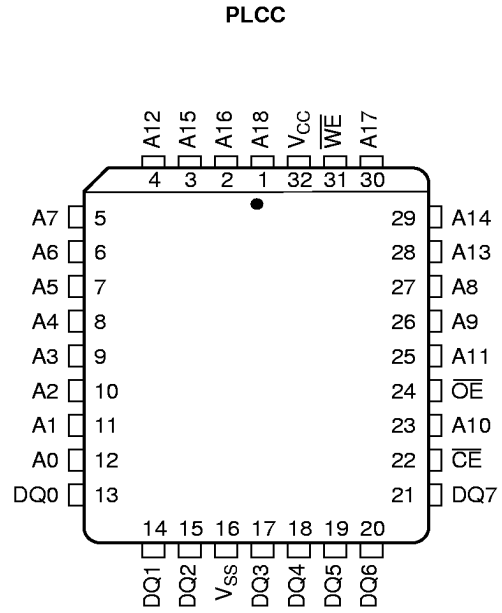 PLCC
A12 A15 A16 A18 VCC W̅E̅ A17
4 3 2 1 32 31 30
A7 5 29 A14
A6 6 28 A13
A5 7 27 A8
A4 8 26 A9
A3 9 25 A11
A2 10 24 O̅E̅
A1 11 23 A10
A0 12 22 C̅E̅
DQ0 13 21 DQ7
14 15 16 17 18 19 20
DQ1 DQ2 VSS DQ3 DQ4 DQ5 DQ6